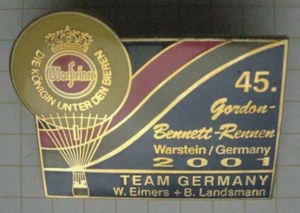 DIE KÖNIGIN UNTER DEN BIEREN
Warsteiner
45.
Gordon-
Bennett-Rennen
Warstein / Germany
2001
TEAM GERMANY
W. Eimers + B. Landsmann